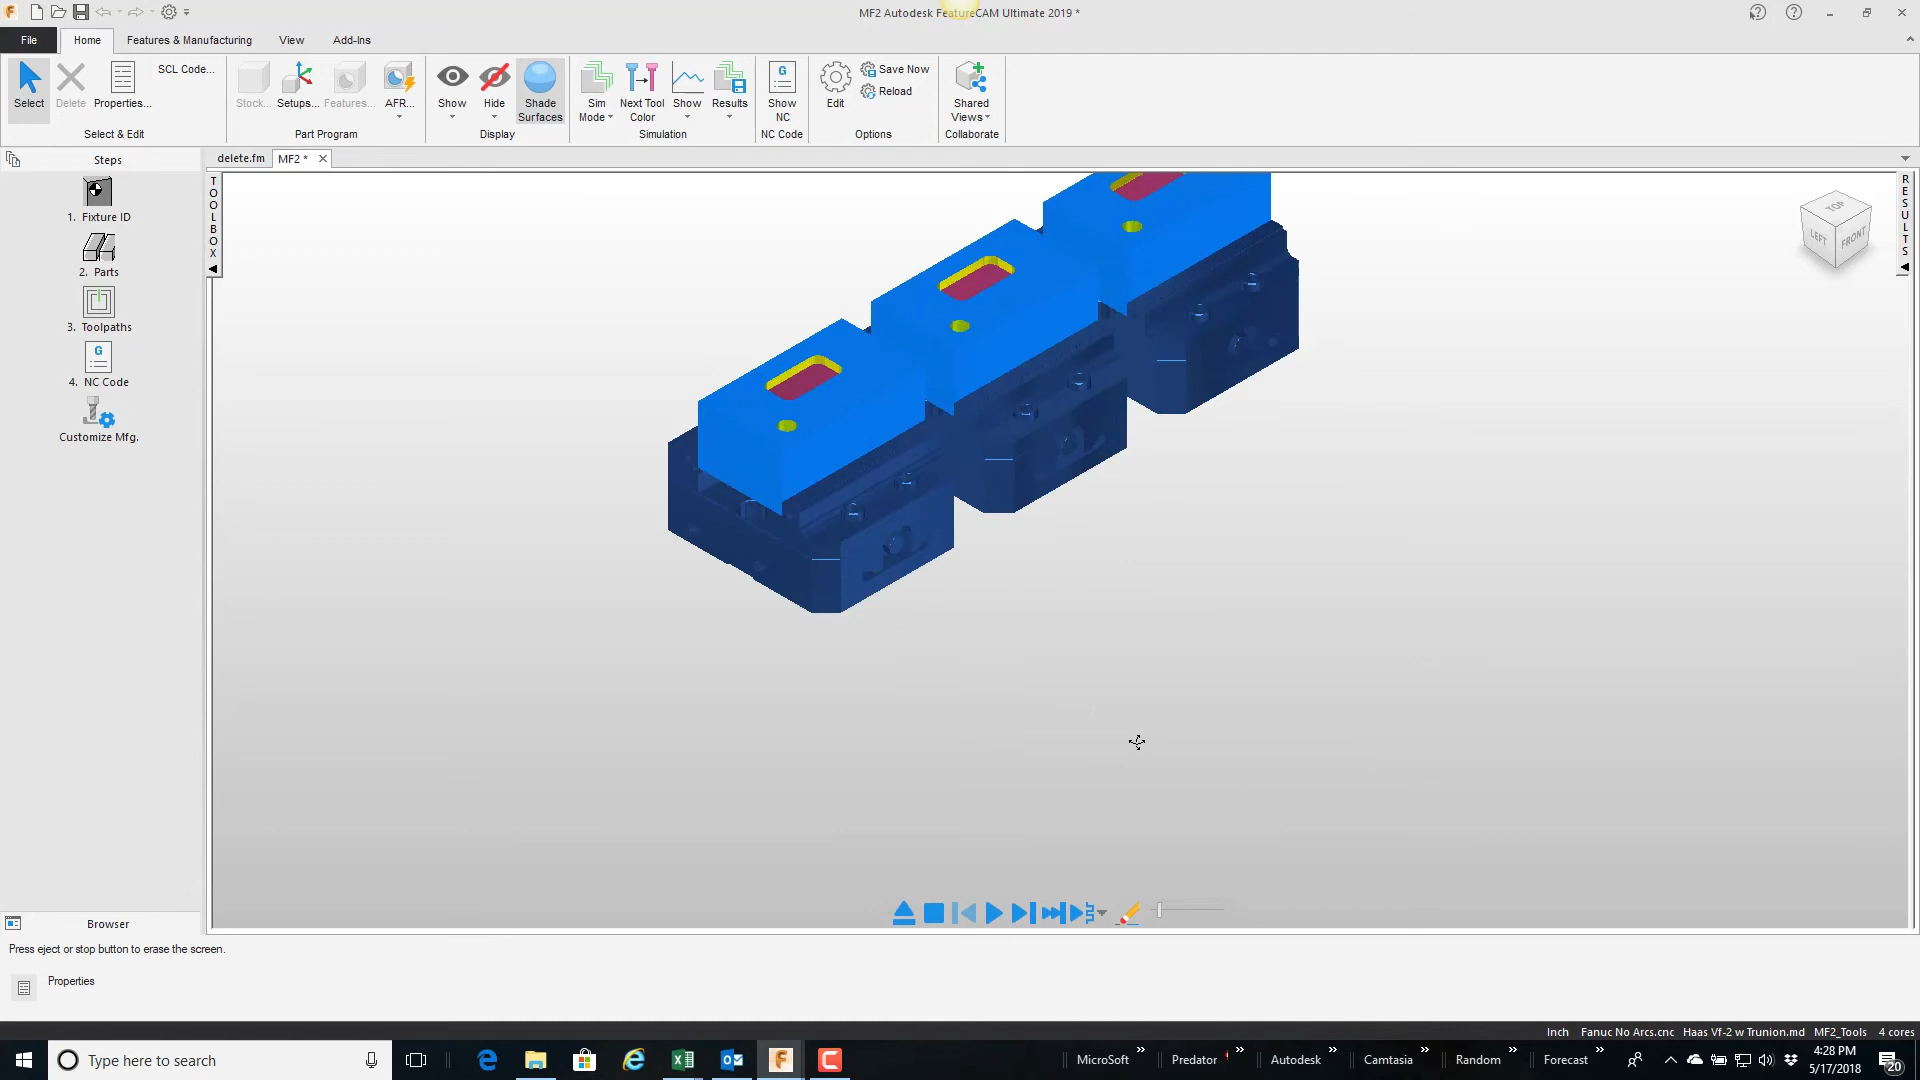 MF2 Autodesk FeatureCAM Ultimate 2019 *
File
Home
Features & Manufacturing
View
Add-Ins
Select
Delete
Properties...
SCL Code...
Select & Edit
Stock...
Setups...
Features...
AFR...
Part Program
Show
Hide
Shade
Surfaces
Display
Sim
Mode
Next Tool
Color
Show
Results
Simulation
G
Show
NC
NC Code
Edit
Save Now
Reload
Options
Shared
Views
Collaborate
Steps
delete.fm
MF2 *
TOOLBOX
RESULTS
1. Fixture ID
2. Parts
3. Toolpaths
G
4. NC Code
Customize Mfg.
TOP
LEFT
FRONT
Browser
Press eject or stop button to erase the screen.
Properties
Inch
Fanuc No Arcs.cnc
Haas Vf-2 w Trunion.md
MF2_Tools
4 cores
Type here to search
MicroSoft
Predator
Autodesk
Camtasia
Random
Forecast
4:28 PM
5/17/2018
20